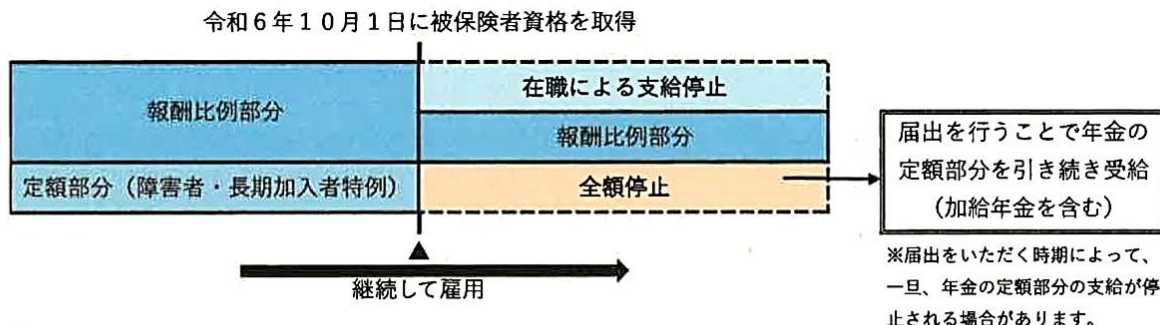 令和６年１０月１日に被保険者資格を取得
報酬比例部分
定額部分（障害者・長期加入者特例）
在職による支給停止
報酬比例部分
全額停止
継続して雇用
届出を行うことで年金の
定額部分を引き続き受給
（加給年金を含む）
※届出をいただく時期によって、
一旦、年金の定額部分の支給が停
止される場合があります。